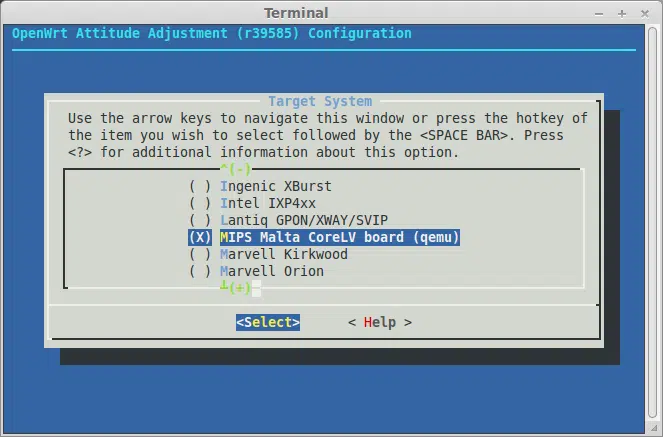 Terminal
OpenWrt Attitude Adjustment (r39585) Configuration
Target System
Use the arrow keys to navigate this window or press the hotkey of
the item you wish to select followed by the <SPACE BAR>. Press
<?> for additional information about this option.
^(-)
( ) Ingenic XBurst
( ) Intel IXP4xx
( ) Lantiq GPON/XWAY/SVIP
(X) MIPS Malta CoreLV board (qemu)
( ) Marvell Kirkwood
( ) Marvell Orion
┴(+)
<Select> < Help >